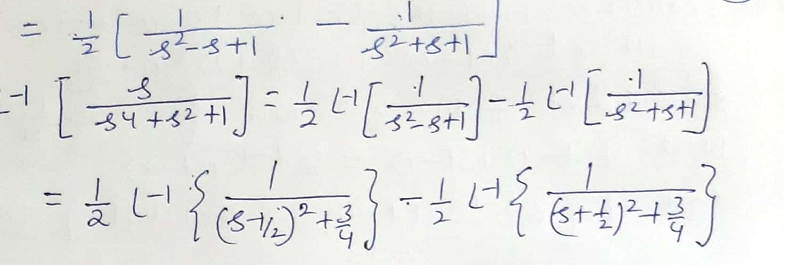 = 1/2 [ 1/(s²-s+1) - 1/(s²+s+1) ]
L-1 [ s/(s4+s²+1) ] = 1/2 L-1 [ 1/(s²-s+1) ] - 1/2 L-1 [ 1/(s²+s+1) ]
= 1/2 L-1 { 1/((s-1/2)²+3/4) } - 1/2 L-1 { 1/((s+1/2)²+3/4) }